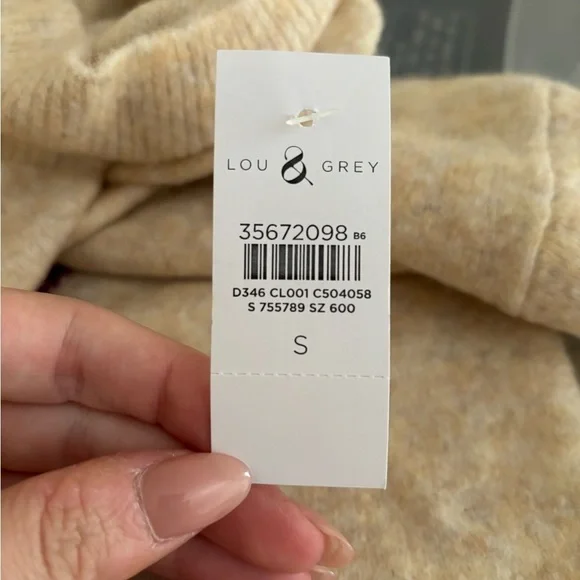 LOU & GREY
35672098 B6
D346 CL001 C504058
S 755789 SZ 600
S